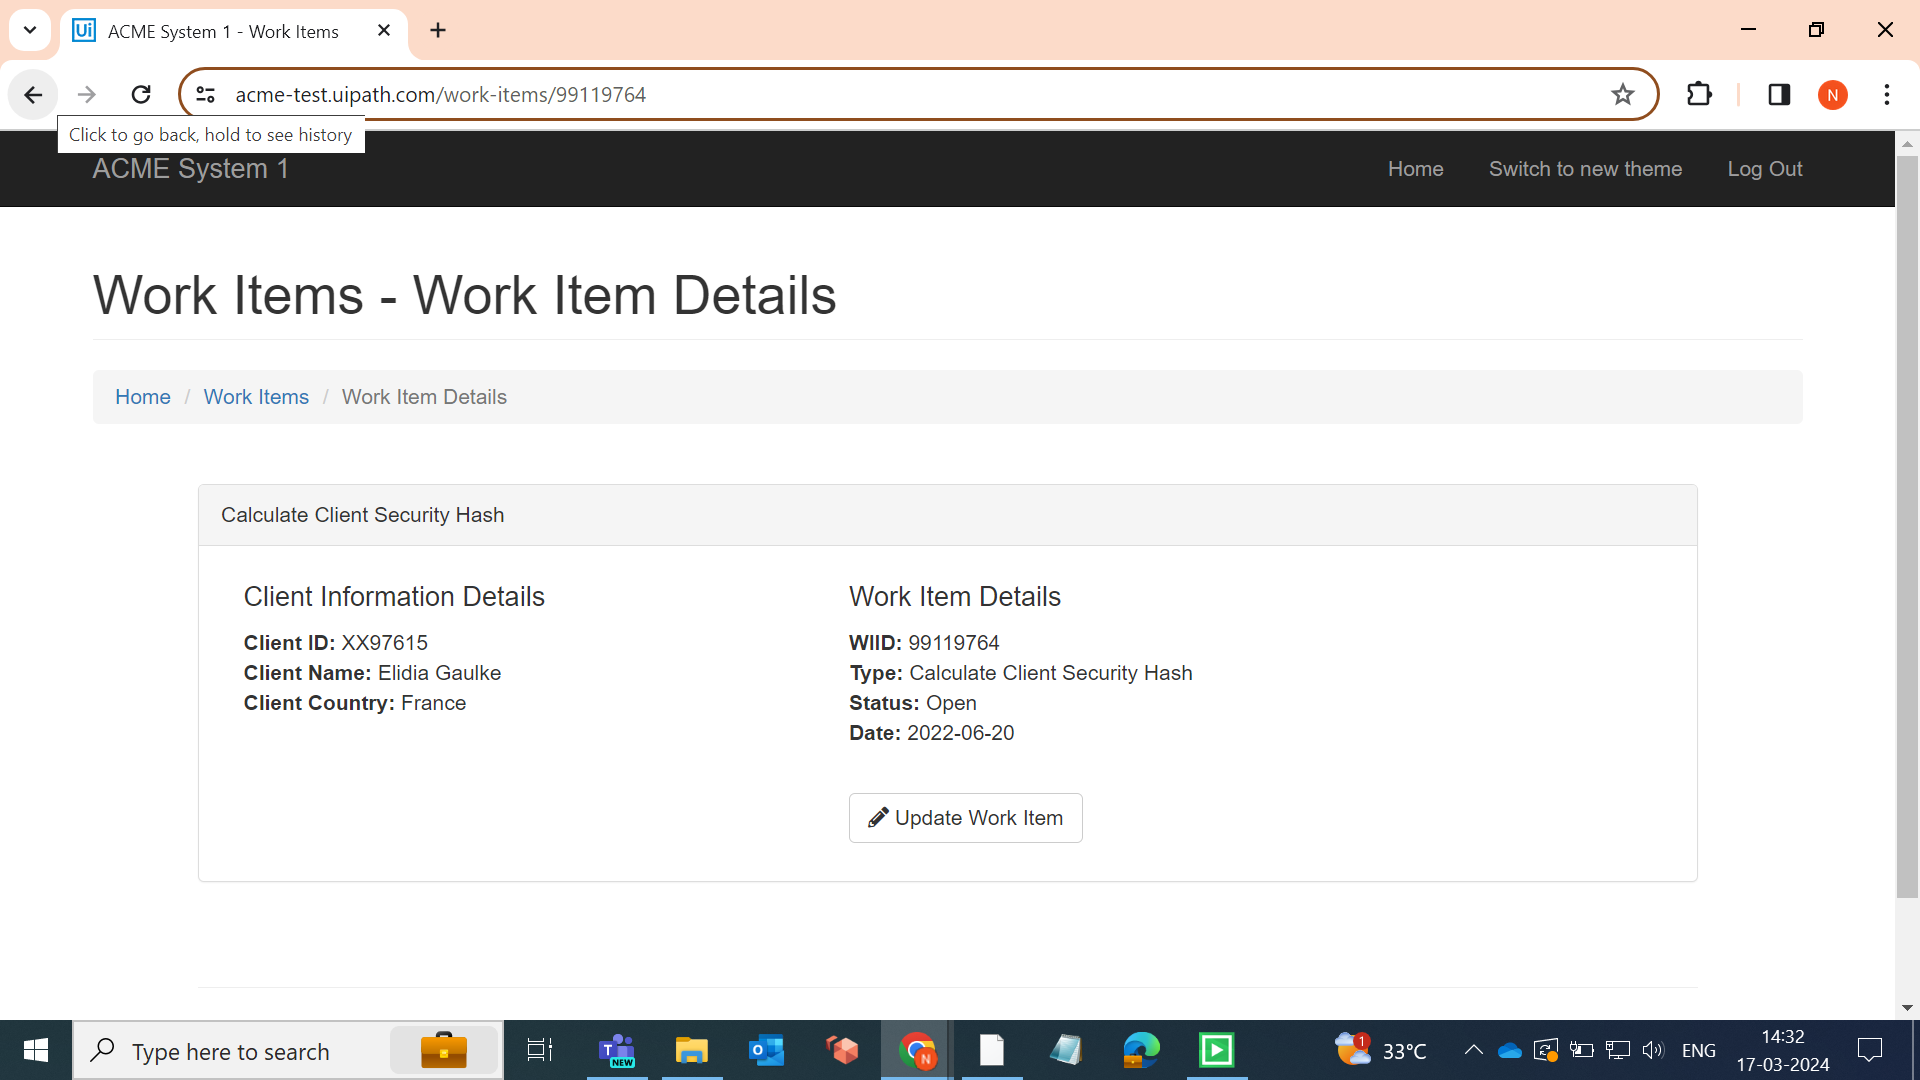 ACME System 1 - Work Items
acme-test.uipath.com/work-items/99119764
N
Click to go back, hold to see history
ACME System 1
Home
Switch to new theme
Log Out
Work Items - Work Item Details
Home / Work Items / Work Item Details
Calculate Client Security Hash
Client Information Details
Client ID: XX97615
Client Name: Elidia Gaulke
Client Country: France
Work Item Details
WIID: 99119764
Type: Calculate Client Security Hash
Status: Open
Date: 2022-06-20
Update Work Item
Type here to search
NEW
N
1
33°C
ENG
14:32
17-03-2024